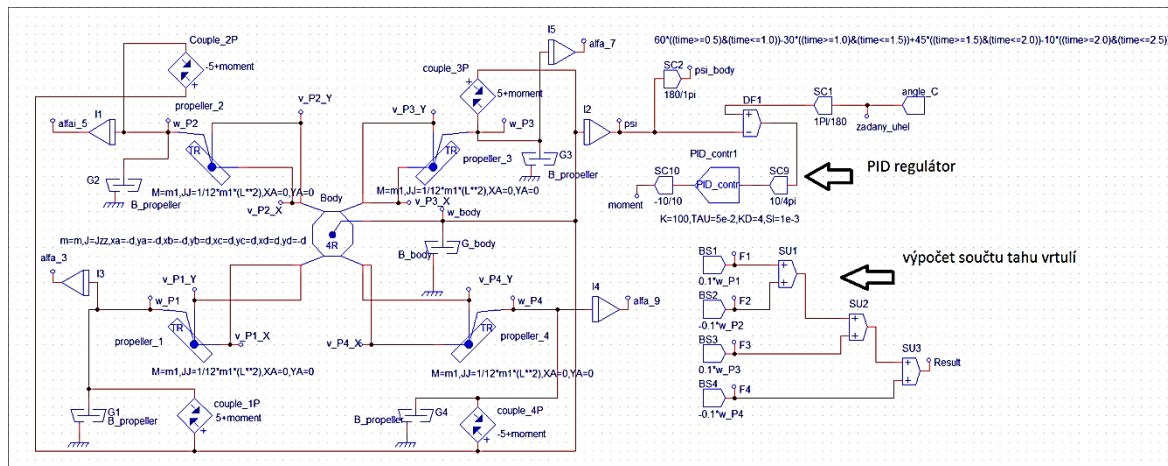 Couple_2P
-5+moment
propeller_2
I1
alfai_5
w_P2
TR
G2
B_propeller
v_P2_Y
M=m1,JJ=1/12*m1*(L**2),XA=0,YA=0
v_P2_X
I5
alfa_7
couple_3P
5+moment
v_P3_Y
w_P3
TR
propeller_3
G3
B_propeller
M=m1,JJ=1/12*m1*(L**2),XA=0,YA=0
v_P3_X
Body
w_body
4R
G_body
B_body
m=m,J=Jzz,xa=-d,ya=-d,xb=-d,yb=d,xc=d,yc=d,xd=d,yd=-d
alfa_3
I3
v_P1_Y
w_P1
TR
propeller_1
v_P1_X
M=m1,JJ=1/12*m1*(L**2),XA=0,YA=0
G1
B_propeller
couple_1P
5+moment
v_P4_Y
w_P4
TR
v_P4_X
propeller_4
M=m1,JJ=1/12*m1*(L**2),XA=0,YA=0
I4
alfa_9
G4
B_propeller
couple_4P
-5+moment
60*((time>=0.5)&(time<=1.0))-30*((time>=1.0)&(time<=1.5))+45*((time>=1.5)&(time<=2.0))-10*((time>=2.0)&(time<=2.5))
I2
psi
SC2
psi_body
180/1pi
DF1
SC1
1PI/180
angle_C
zadany_uhel
PID_contr1
PID_contr
SC10
-10/10
SC9
10/4pi
moment
K=100,TAU=5e-2,KD=4,SI=1e-3
PID regulátor
BS1
F1
0.1*w_P1
SU1
BS2
F2
-0.1*w_P2
SU2
BS3
F3
0.1*w_P3
SU3
Result
BS4
F4
-0.1*w_P4
výpočet součtu tahu vrtulí